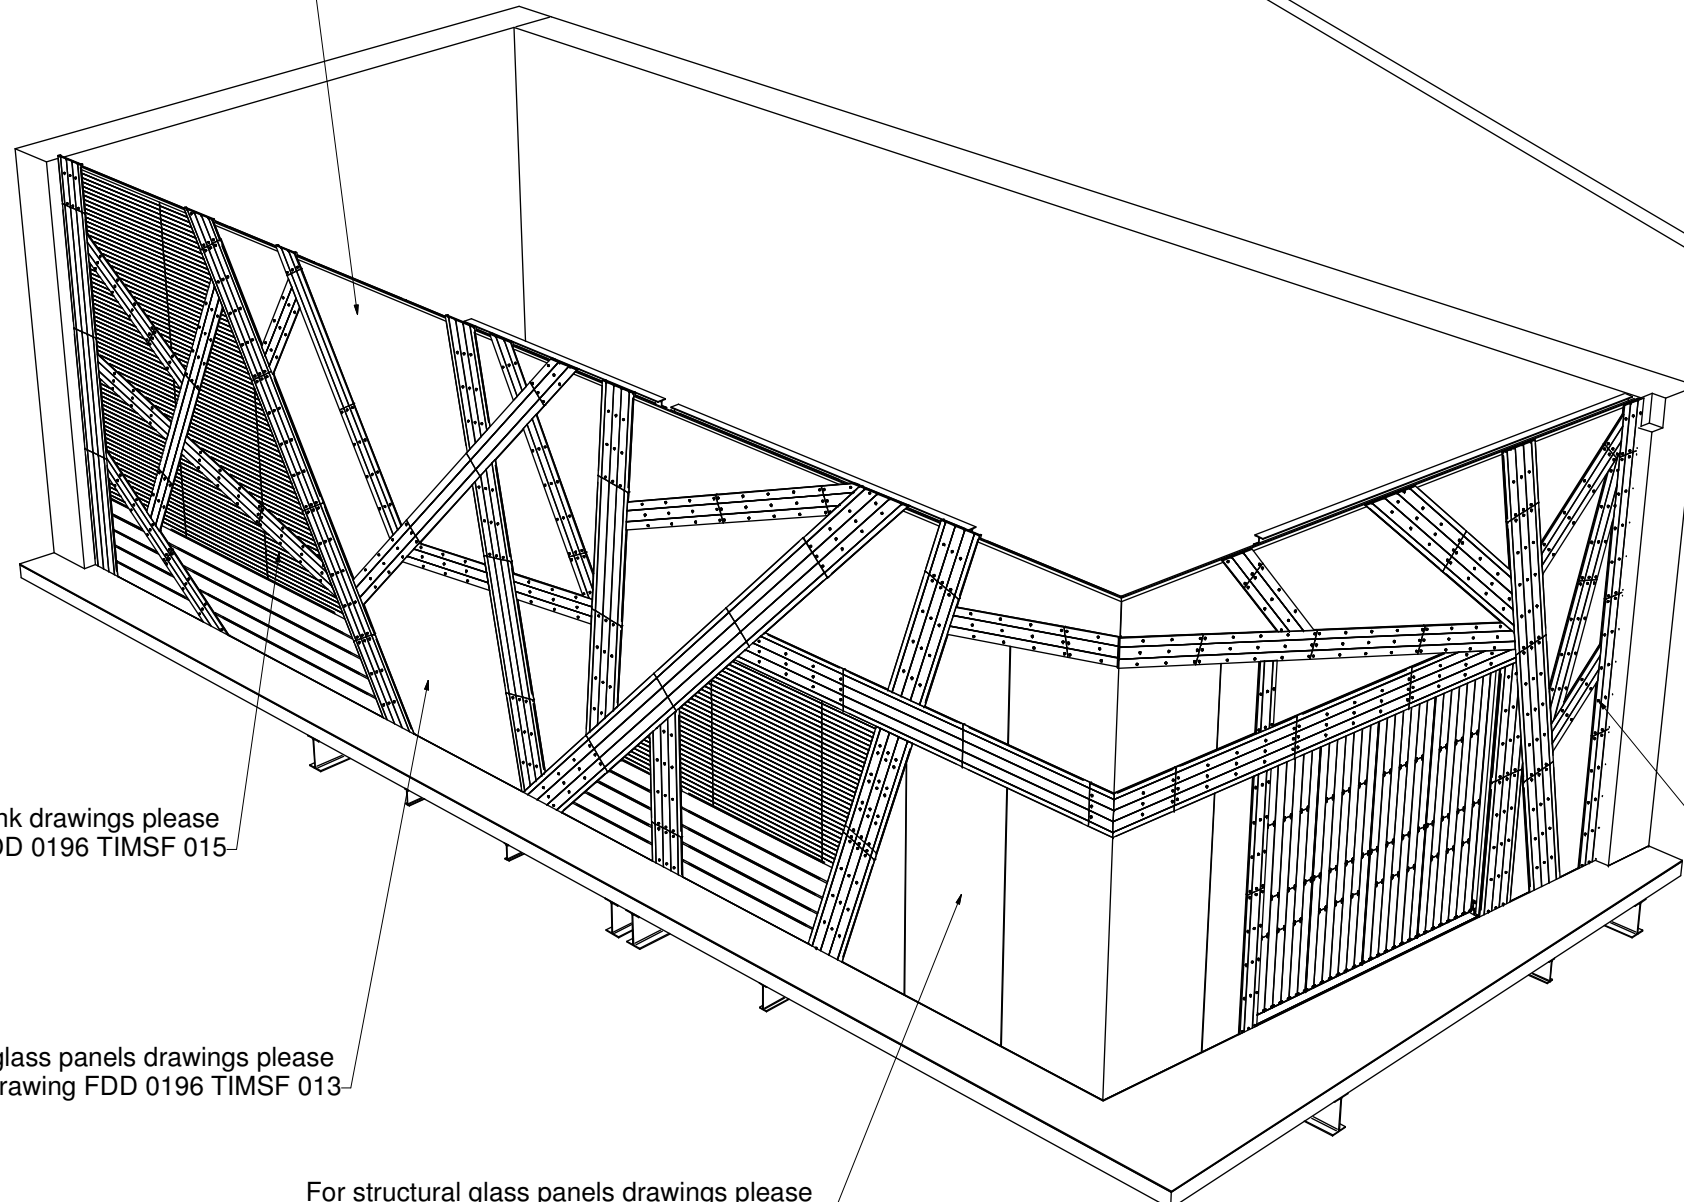 nk drawings please
DD 0196 TIMSF 015
glass panels drawings please
rawing FDD 0196 TIMSF 013
For structural glass panels drawings please